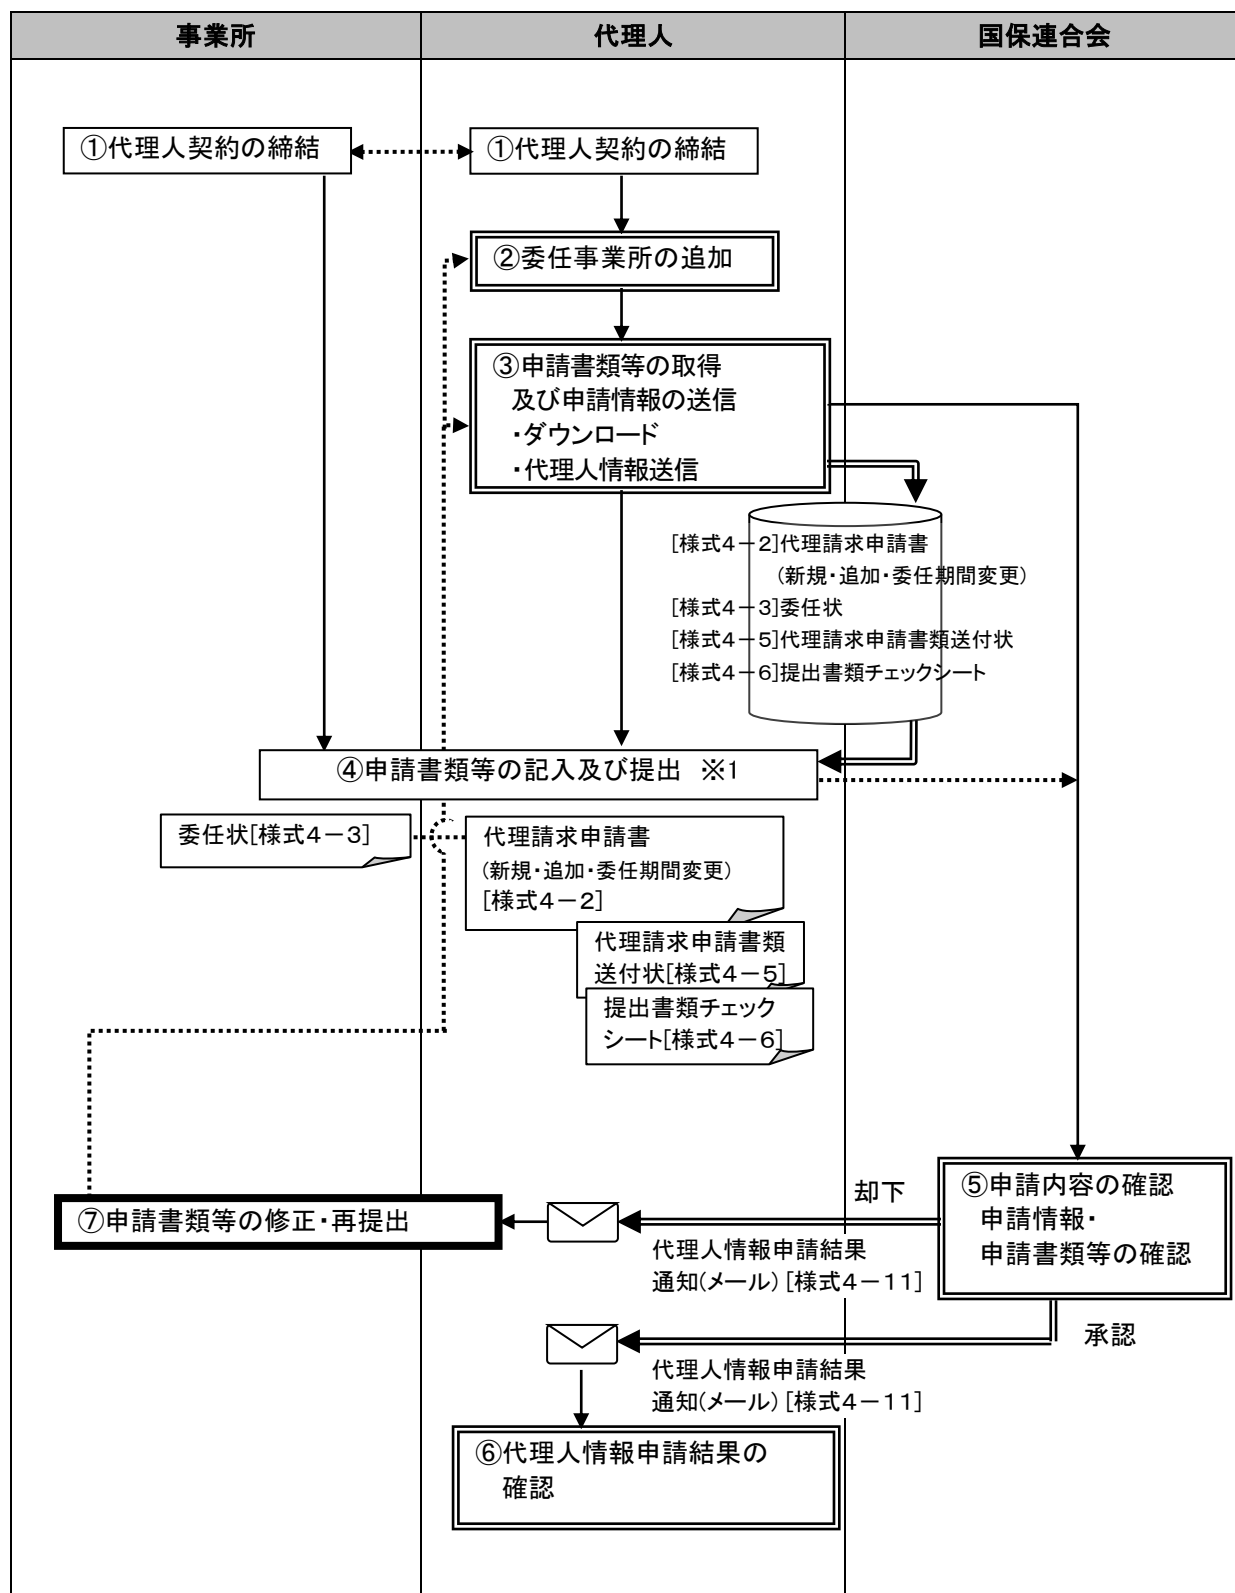 事業所
代理人
国保連合会
①代理人契約の締結
①代理人契約の締結
②委任事業所の追加
③申請書類等の取得
及び申請情報の送信
・ダウンロード
・代理人情報送信
[様式4-2]代理請求申請書
(新規・追加・委任期間変更)
[様式4-3]委任状
[様式4-5]代理請求申請書類送付状
[様式4-6]提出書類チェックシート
④申請書類等の記入及び提出 ※1
委任状[様式4-3]
代理請求申請書
(新規・追加・委任期間変更)
[様式4-2]
代理請求申請書類
送付状[様式4-5]
提出書類チェック
シート[様式4-6]
⑤申請内容の確認
申請情報・
申請書類等の確認
却下
⑦申請書類等の修正・再提出
代理人情報申請結果
通知(メール)[様式4-11]
承認
代理人情報申請結果
通知(メール)[様式4-11]
⑥代理人情報申請結果の
確認